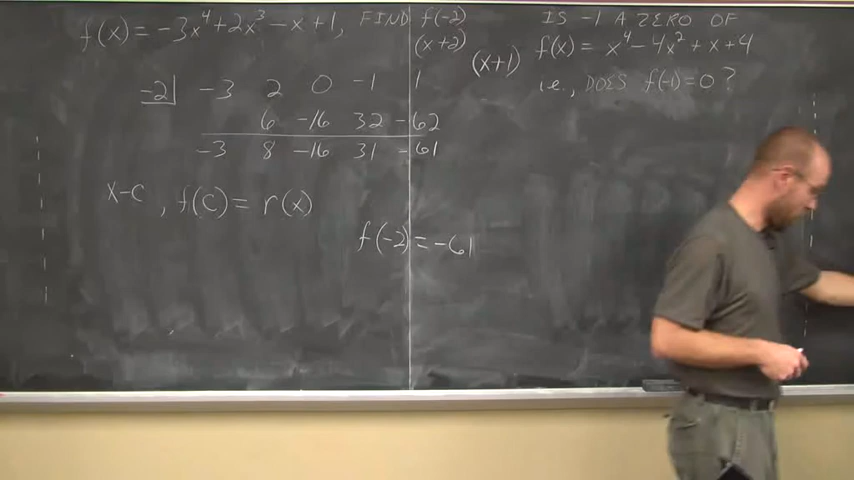 f(x) = -3x⁴ + 2x³ - x + 1, FIND f(-2)
(x+2)
-2| -3 2 0 -1 1
6 -16 32 -62
-3 8 -16 31 -61
x-c, f(c) = r(x)
f(-2) = -61
IS -1 A ZERO OF
(x+1) f(x) = x⁴ - 4x² + x + 4
i.e., DOES f(-1) = 0 ?